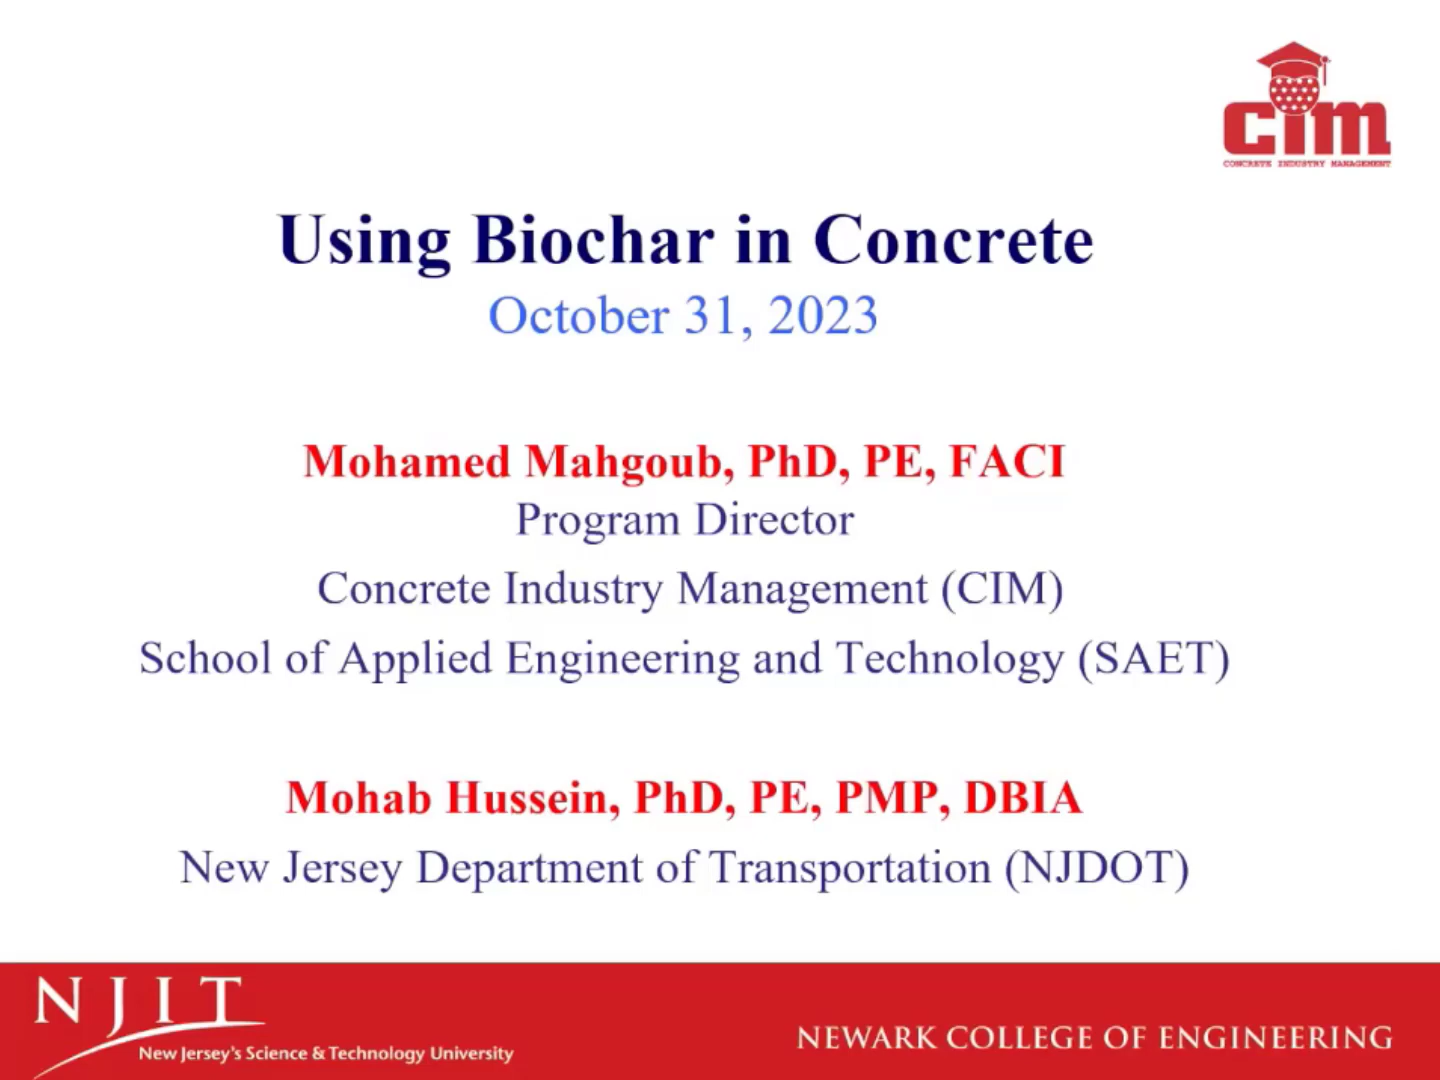 cim
CONCRETE INDUSTRY MANAGEMENT
Using Biochar in Concrete
October 31, 2023
Mohamed Mahgoub, PhD, PE, FACI
Program Director
Concrete Industry Management (CIM)
School of Applied Engineering and Technology (SAET)
Mohab Hussein, PhD, PE, PMP, DBIA
New Jersey Department of Transportation (NJDOT)
NJIT
New Jersey's Science & Technology University
NEWARK COLLEGE OF ENGINEERING